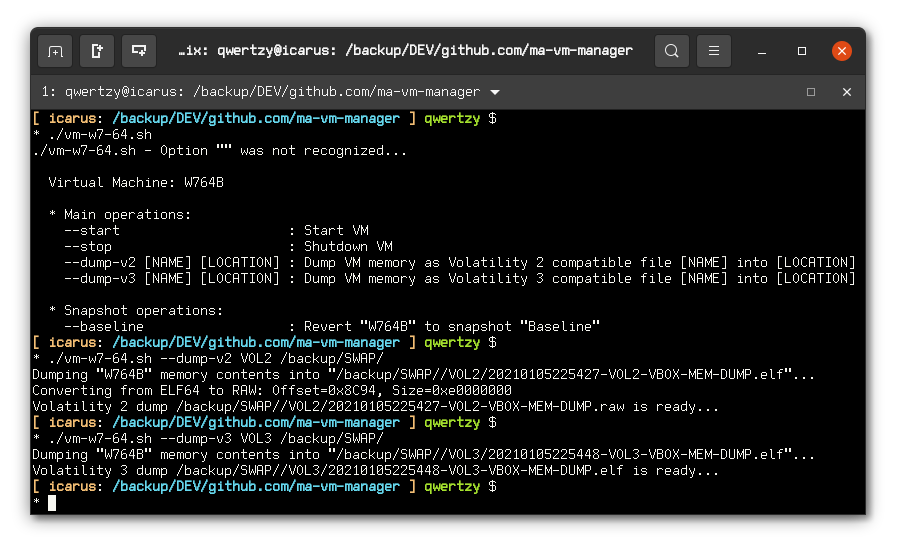 …ix: qwertzy@icarus: /backup/DEV/github.com/ma-vm-manager
1: qwertzy@icarus: /backup/DEV/github.com/ma-vm-manager
[ icarus: /backup/DEV/github.com/ma-vm-manager ] qwertzy $
* ./vm-w7-64.sh
./vm-w7-64.sh - Option "" was not recognized...
Virtual Machine: W764B
* Main operations:
--start : Start VM
--stop : Shutdown VM
--dump-v2 [NAME] [LOCATION] : Dump VM memory as Volatility 2 compatible file [NAME] into [LOCATION]
--dump-v3 [NAME] [LOCATION] : Dump VM memory as Volatility 3 compatible file [NAME] into [LOCATION]
* Snapshot operations:
--baseline : Revert "W764B" to snapshot "Baseline"
[ icarus: /backup/DEV/github.com/ma-vm-manager ] qwertzy $
* ./vm-w7-64.sh --dump-v2 VOL2 /backup/SWAP/
Dumping "W764B" memory contents into "/backup/SWAP//VOL2/20210105225427-VOL2-VBOX-MEM-DUMP.elf"...
Converting from ELF64 to RAW: Offset=0x8C94, Size=0xe0000000
Volatility 2 dump /backup/SWAP//VOL2/20210105225427-VOL2-VBOX-MEM-DUMP.raw is ready...
[ icarus: /backup/DEV/github.com/ma-vm-manager ] qwertzy $
* ./vm-w7-64.sh --dump-v3 VOL3 /backup/SWAP/
Dumping "W764B" memory contents into "/backup/SWAP//VOL3/20210105225448-VOL3-VBOX-MEM-DUMP.elf"...
Volatility 3 dump /backup/SWAP//VOL3/20210105225448-VOL3-VBOX-MEM-DUMP.elf is ready...
[ icarus: /backup/DEV/github.com/ma-vm-manager ] qwertzy $
*